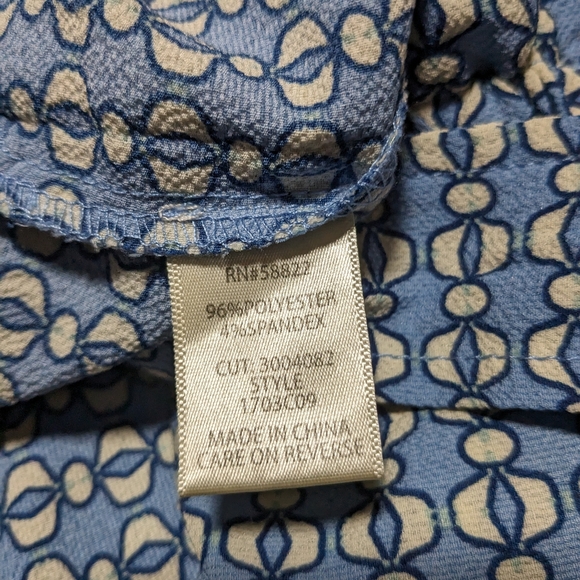 RN#58822
96%POLYESTER
4%SPANDEX
CUT: 3004082
STYLE
1703C09
MADE IN CHINA
CARE ON REVERSE